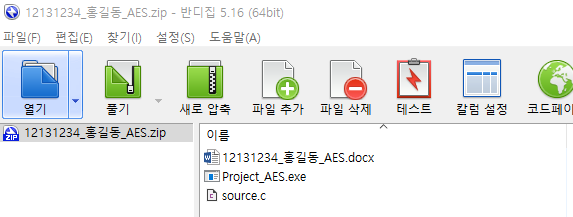 12131234_홍길동_AES.zip - 반디집 5.16 (64bit)
파일(F) 편집(E) 찾기(I) 설정(S) 도움말(A)
열기 풀기 새로 압축 파일 추가 파일 삭제 테스트 칼럼 설정 코드페이
ZIP 12131234_홍길동_AES.zip
이름
12131234_홍길동_AES.docx
Project_AES.exe
source.c